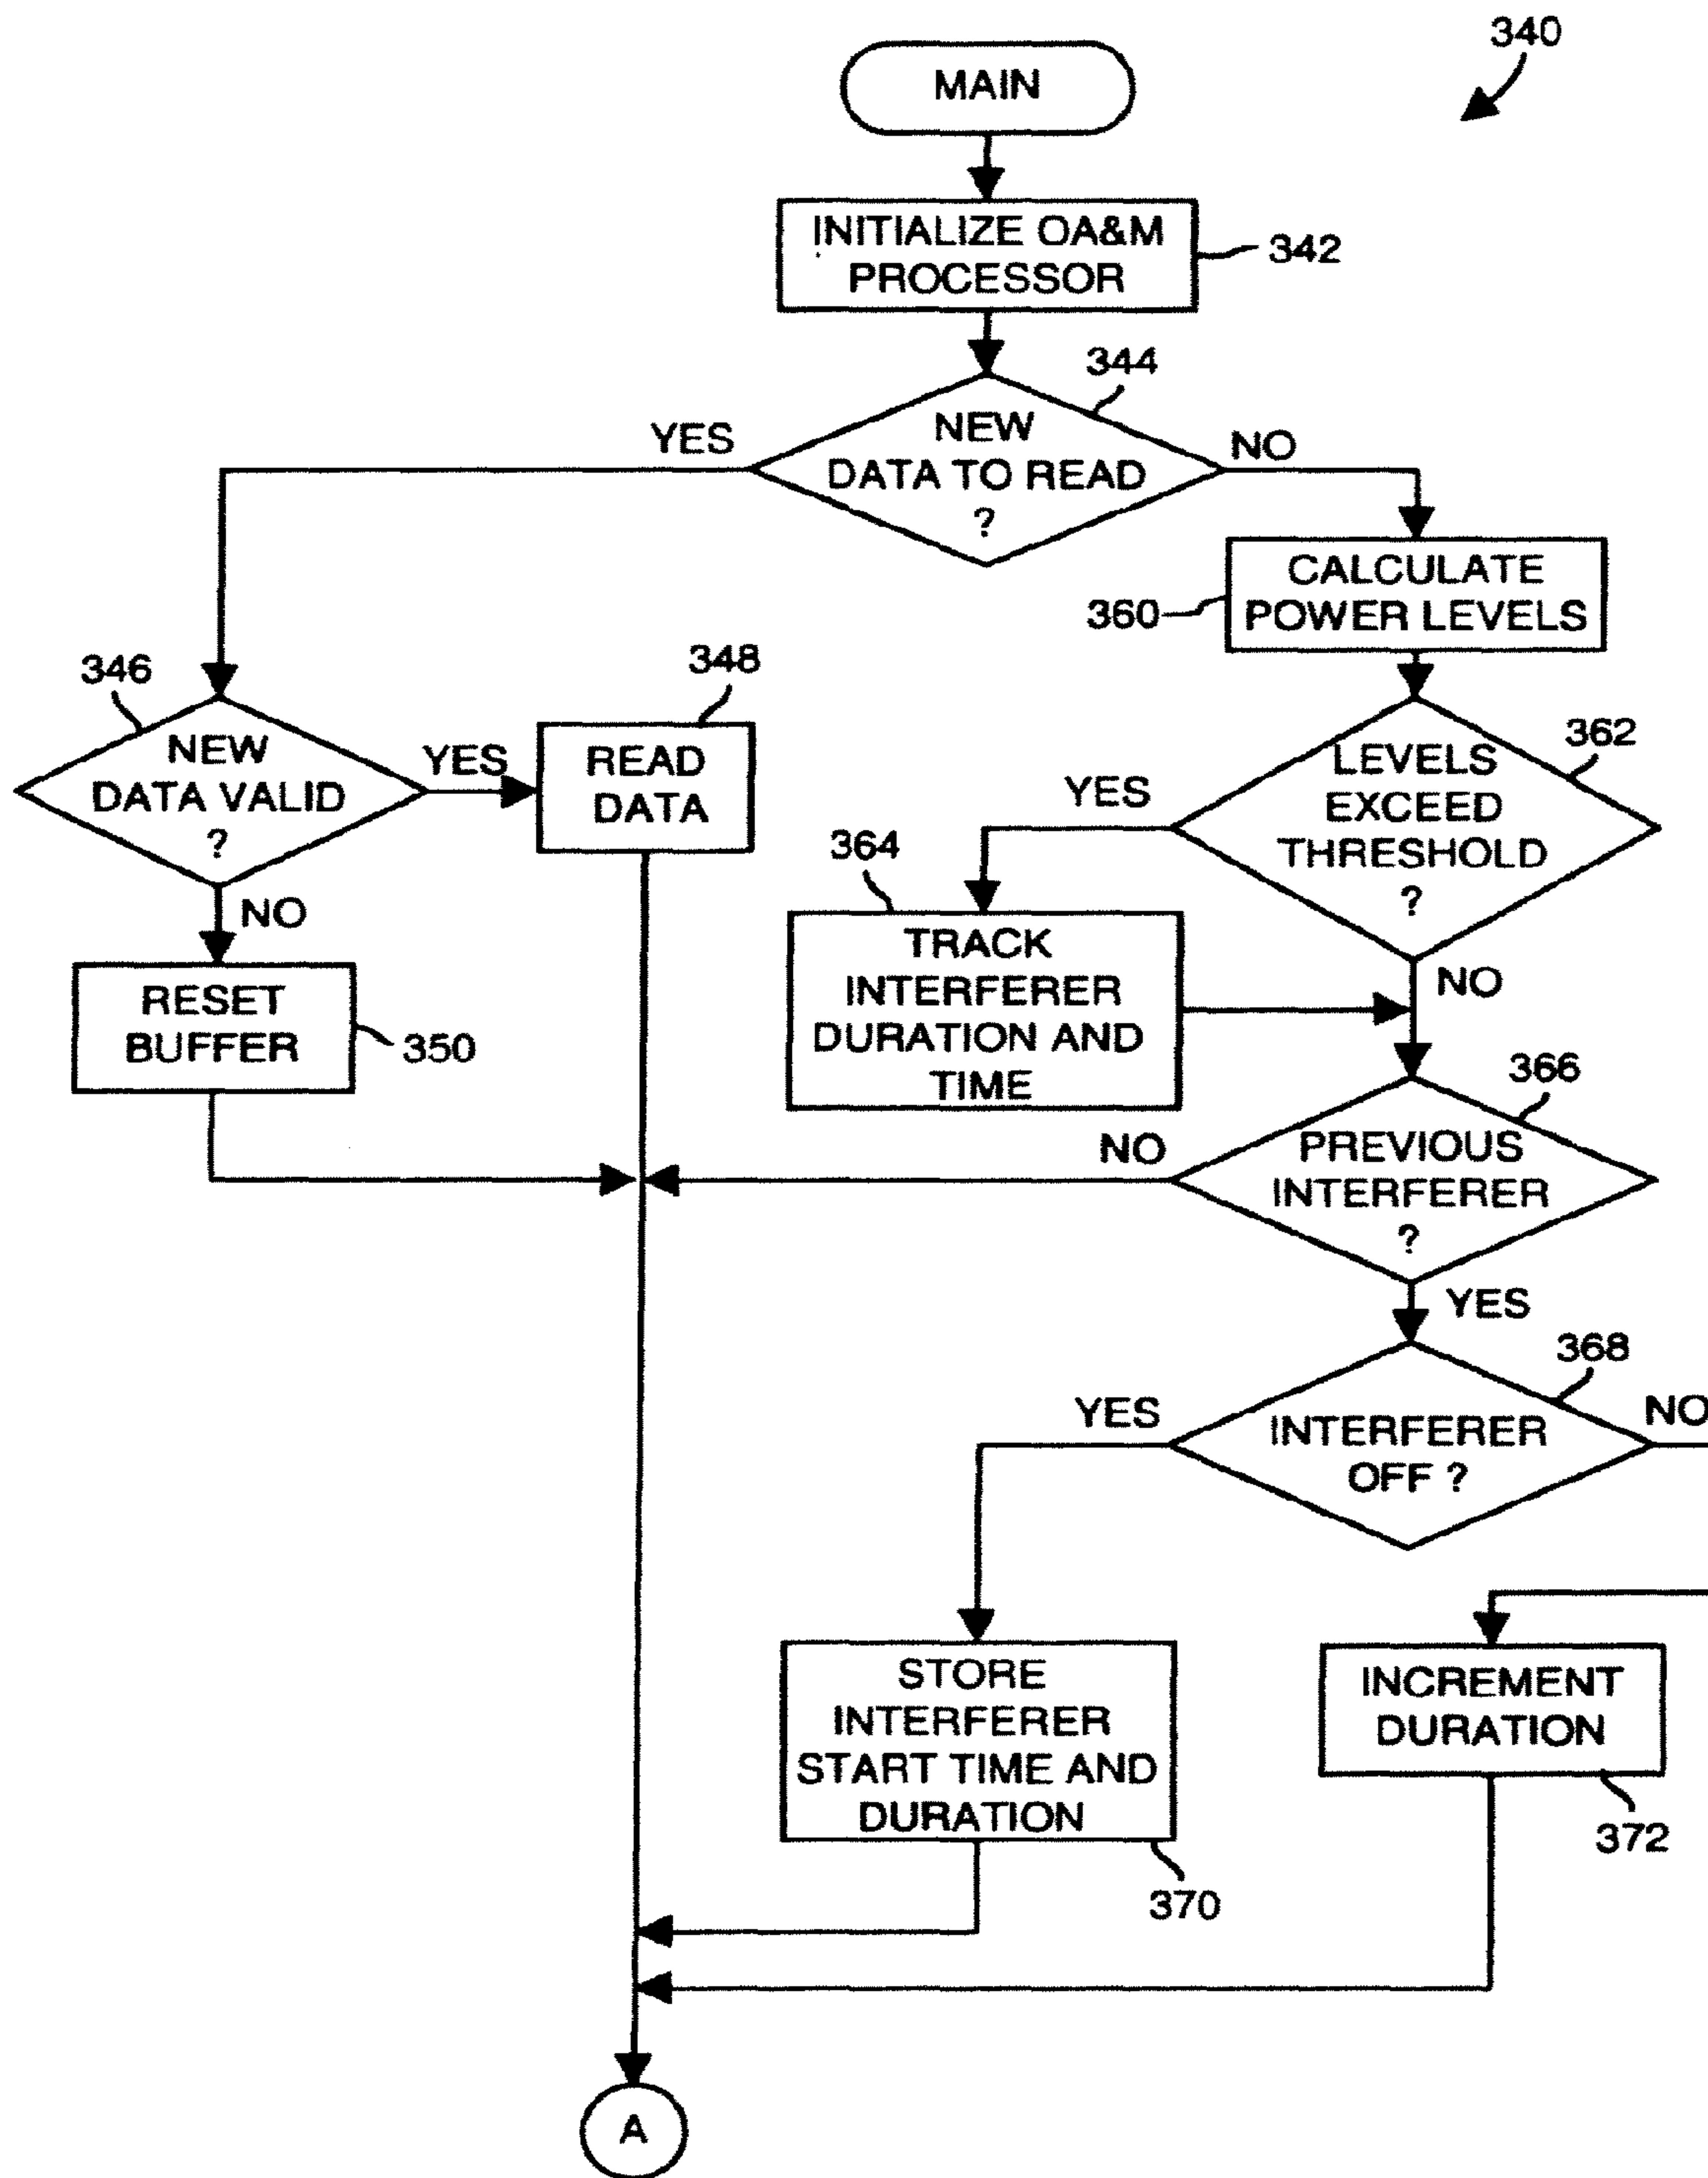 340
MAIN
INITIALIZE OA&M
PROCESSOR
342
344
NEW
DATA TO READ
?
YES
NO
CALCULATE
POWER LEVELS
360
346
NEW
DATA VALID
?
YES
348
READ
DATA
NO
RESET
BUFFER
350
362
LEVELS
EXCEED
THRESHOLD
?
YES
NO
364
TRACK
INTERFERER
DURATION AND
TIME
366
PREVIOUS
INTERFERER
?
NO
YES
368
INTERFERER
OFF ?
YES
NO
STORE
INTERFERER
START TIME AND
DURATION
370
INCREMENT
DURATION
372
A